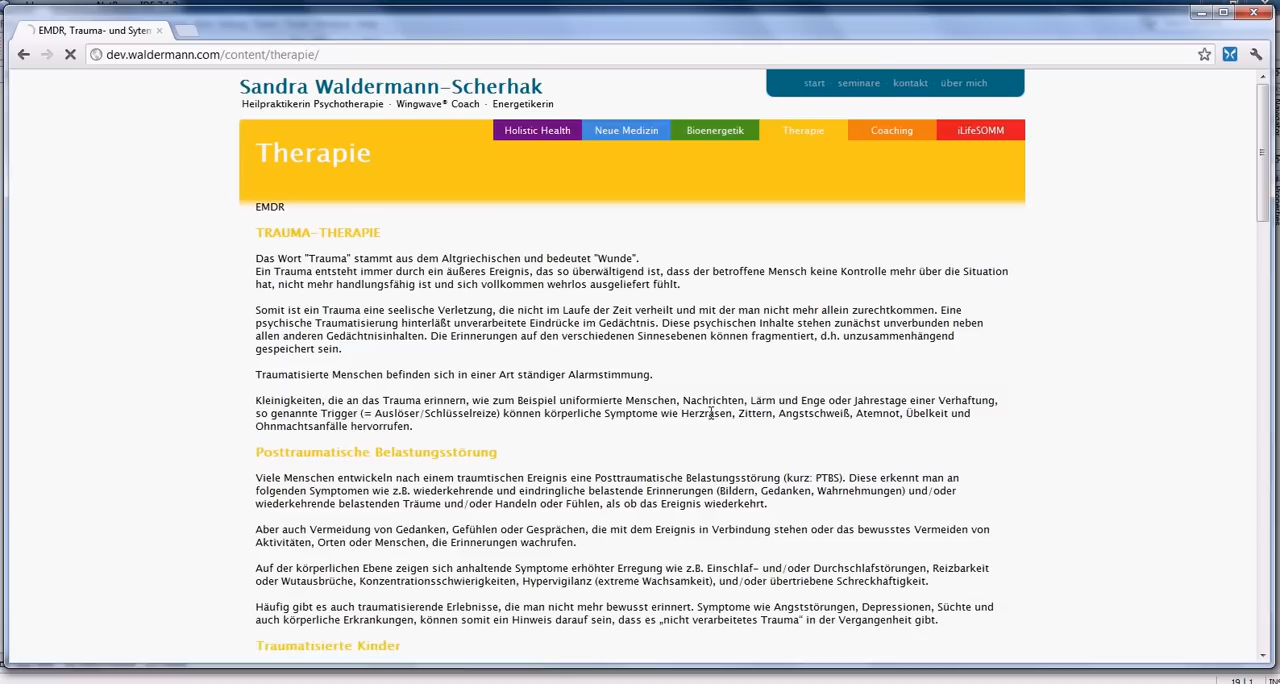 EMDR, Trauma- und Syten
dev.waldermann.com/content/therapie/
Sandra Waldermann-Scherhak
Heilpraktikerin Psychotherapie · Wingwave® Coach · Energetikerin
start seminare kontakt über mich
Holistic Health Neue Medizin Bioenergetik Therapie Coaching iLifeSOMM
Therapie
EMDR
TRAUMA-THERAPIE
Das Wort "Trauma" stammt aus dem Altgriechischen und bedeutet "Wunde".
Ein Trauma entsteht immer durch ein äußeres Ereignis, das so überwältigend ist, dass der betroffene Mensch keine Kontrolle mehr über die Situation
hat, nicht mehr handlungsfähig ist und sich vollkommen wehrlos ausgeliefert fühlt.
Somit ist ein Trauma eine seelische Verletzung, die nicht im Laufe der Zeit verheilt und mit der man nicht mehr allein zurechtkommen. Eine
psychische Traumatisierung hinterläßt unverarbeitete Eindrücke im Gedächtnis. Diese psychischen Inhalte stehen zunächst unverbunden neben
allen anderen Gedächtnisinhalten. Die Erinnerungen auf den verschiedenen Sinnesebenen können fragmentiert, d.h. unzusammenhängend
gespeichert sein.
Traumatisierte Menschen befinden sich in einer Art ständiger Alarmstimmung.
Kleinigkeiten, die an das Trauma erinnern, wie zum Beispiel uniformierte Menschen, Nachrichten, Lärm und Enge oder Jahrestage einer Verhaftung,
so genannte Trigger (= Auslöser/Schlüsselreize) können körperliche Symptome wie Herzrasen, Zittern, Angstschweiß, Atemnot, Übelkeit und
Ohnmachtsanfälle hervorrufen.
Posttraumatische Belastungsstörung
Viele Menschen entwickeln nach einem traumtischen Ereignis eine Posttraumatische Belastungsstörung (kurz: PTBS). Diese erkennt man an
folgenden Symptomen wie z.B. wiederkehrende und eindringliche belastende Erinnerungen (Bildern, Gedanken, Wahrnehmungen) und/oder
wiederkehrende belastenden Träume und/oder Handeln oder Fühlen, als ob das Ereignis wiederkehrt.
Aber auch Vermeidung von Gedanken, Gefühlen oder Gesprächen, die mit dem Ereignis in Verbindung stehen oder das bewusstes Vermeiden von
Aktivitäten, Orten oder Menschen, die Erinnerungen wachrufen.
Auf der körperlichen Ebene zeigen sich anhaltende Symptome erhöhter Erregung wie z.B. Einschlaf- und/oder Durchschlafstörungen, Reizbarkeit
oder Wutausbrüche, Konzentrationsschwierigkeiten, Hypervigilanz (extreme Wachsamkeit), und/oder übertriebene Schreckhaftigkeit.
Häufig gibt es auch traumatisierende Erlebnisse, die man nicht mehr bewusst erinnert. Symptome wie Angststörungen, Depressionen, Süchte und
auch körperliche Erkrankungen, können somit ein Hinweis darauf sein, dass es „nicht verarbeitetes Trauma“ in der Vergangenheit gibt.
Traumatisierte Kinder
19 | 1 INS